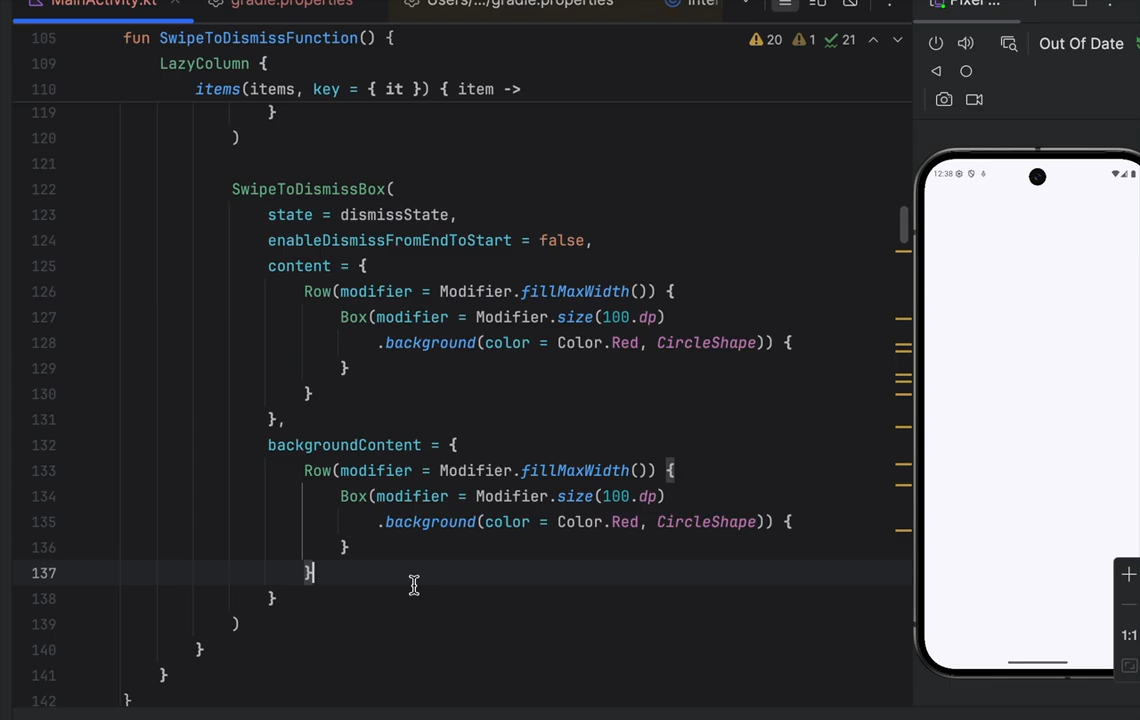 MainActivity.kt
gradle.properties
Users/.../gradle.properties
Pixel ...
105 fun SwipeToDismissFunction() {
20 1 21
Out Of Date
109 LazyColumn {
110 items(items, key = { it }) { item ->
119 }
120 )
121
122 SwipeToDismissBox(
123 state = dismissState,
124 enableDismissFromEndToStart = false,
125 content = {
126 Row(modifier = Modifier.fillMaxWidth()) {
127 Box(modifier = Modifier.size(100.dp)
128 .background(color = Color.Red, CircleShape)) {
129 }
130 }
131 },
132 backgroundContent = {
133 Row(modifier = Modifier.fillMaxWidth()) {
134 Box(modifier = Modifier.size(100.dp)
135 .background(color = Color.Red, CircleShape)) {
136 }
137 }
138 }
139 )
140 }
141 }
142 }
12:38
1:1